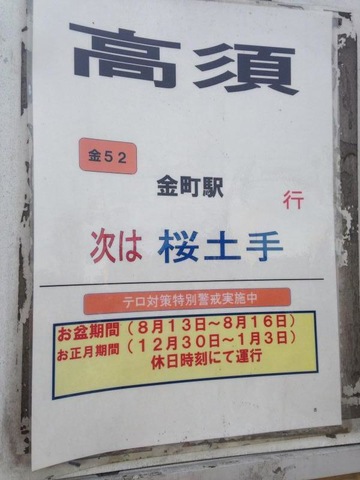 高須
金52
金町駅
行
次は 桜土手
テロ対策特別警戒実施中
お盆期間(8月13日～8月16日)
お正月期間(12月30日～1月3日)
休日時刻にて運行